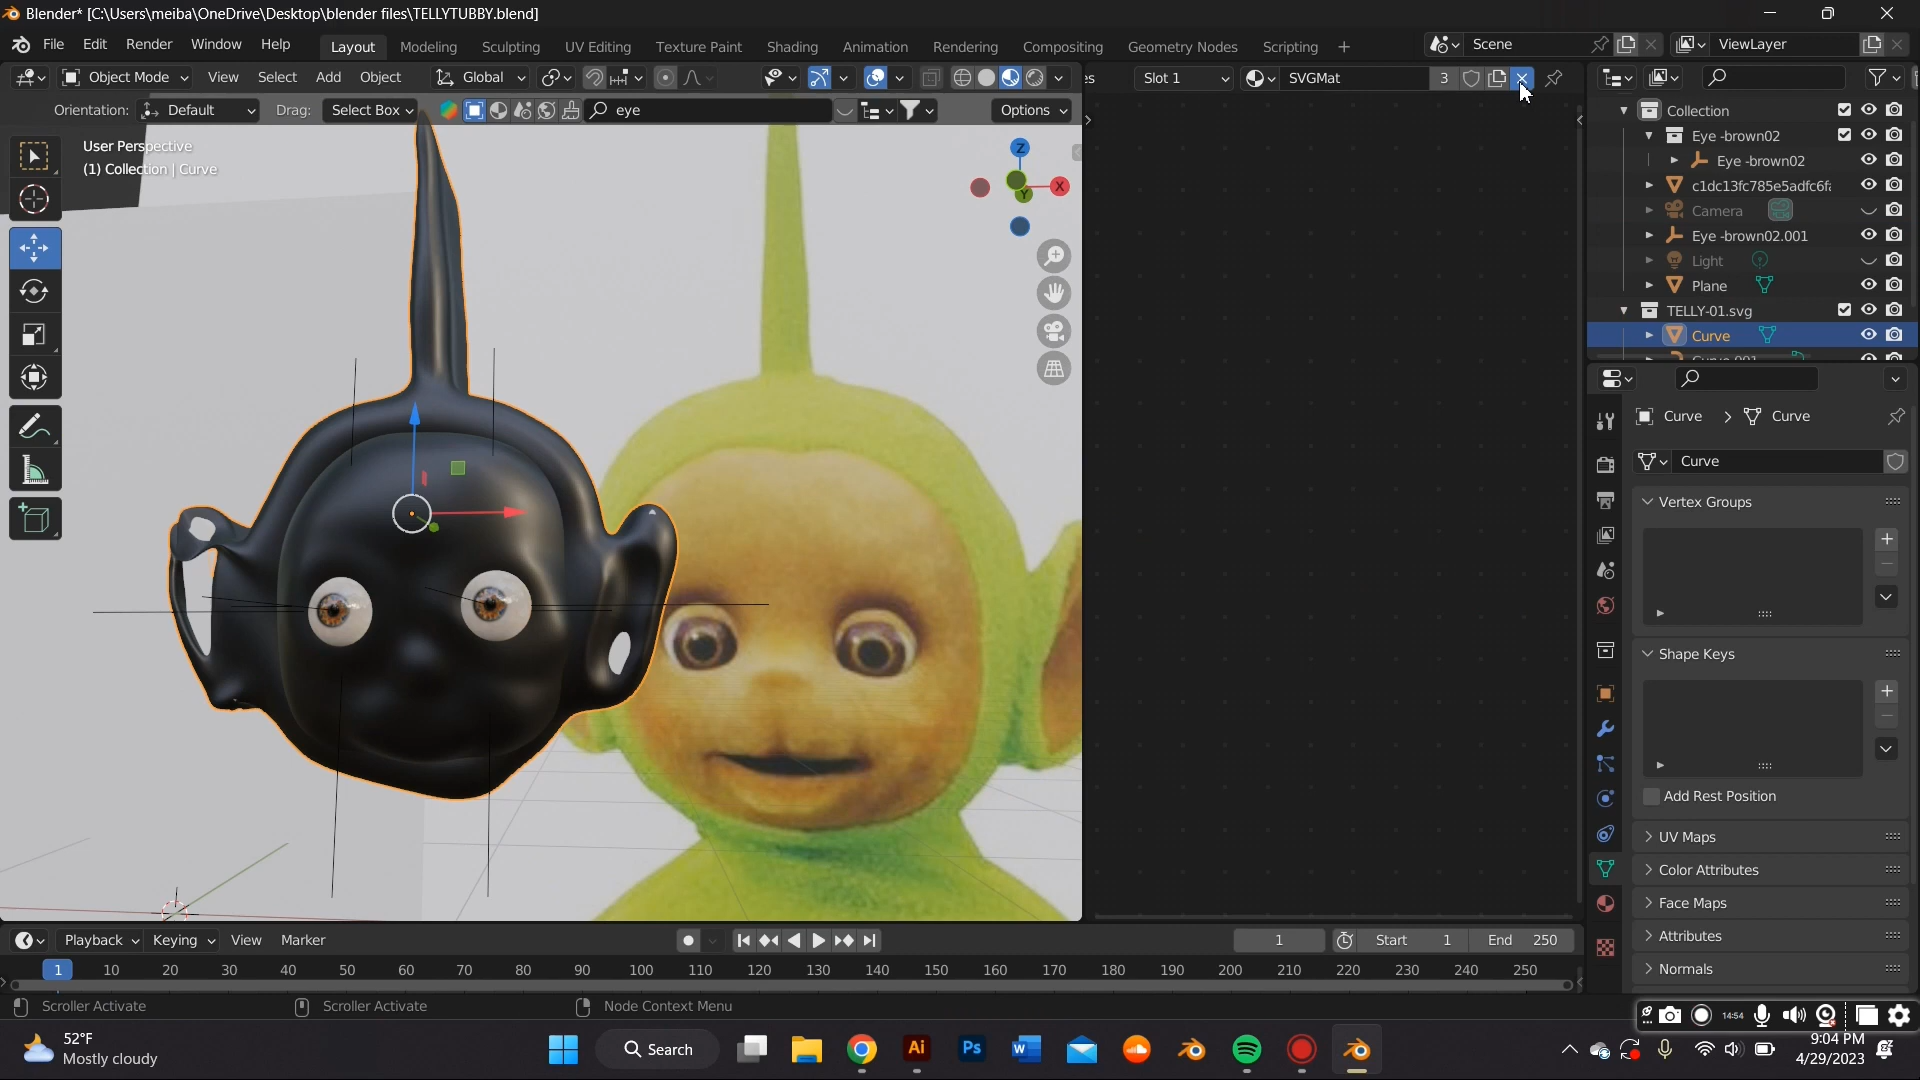 Blender* [C:\Users\meiba\OneDrive\Desktop\blender files\TELLYTUBBY.blend]
File Edit Render Window Help Layout Modeling Sculpting UV Editing Texture Paint Shading Animation Rendering Compositing Geometry Nodes Scripting + Scene ViewLayer
Object Mode View Select Add Object Global es Slot 1 SVGMat 3
Orientation: Default Drag: Select Box eye Options
User Perspective
(1) Collection | Curve
Z
X
Y
Collection
Eye -brown02
Eye -brown02
c1dc13fc785e5adfc6f
Camera
Eye -brown02.001
Light
Plane
TELLY-01.svg
Curve
Curve.001
Curve > Curve
Curve
Vertex Groups
Shape Keys
Add Rest Position
UV Maps
Color Attributes
Face Maps
Attributes
Normals
Playback Keying View Marker 1 Start 1 End 250
1 10 20 30 40 50 60 70 80 90 100 110 120 130 140 150 160 170 180 190 200 210 220 230 240 250
Scroller Activate Scroller Activate Node Context Menu
14:54
52°F
Mostly cloudy
Search
Ai Ps W
9:04 PM
4/29/2023